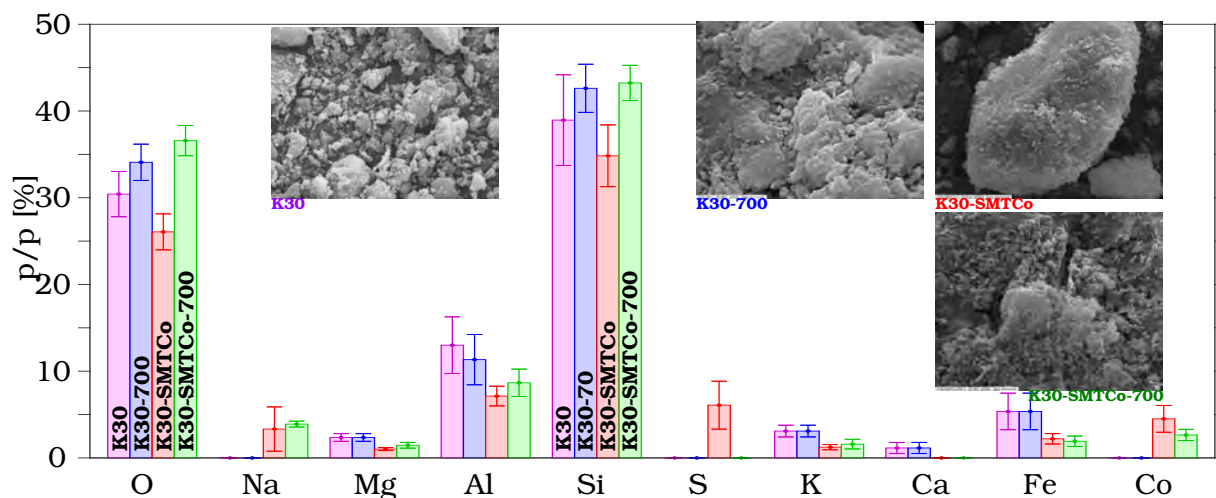 50
40
30
20
10
0
p/p [%]
K30
K30-700
K30-SMTCo
K30-SMTCo-700
K30
K30-700
K30-SMTCo
K30-SMTCo-700
K30
K30-70
K30-SMTCo
K30-SMTCo-700
O Na Mg Al Si S K Ca Fe Co